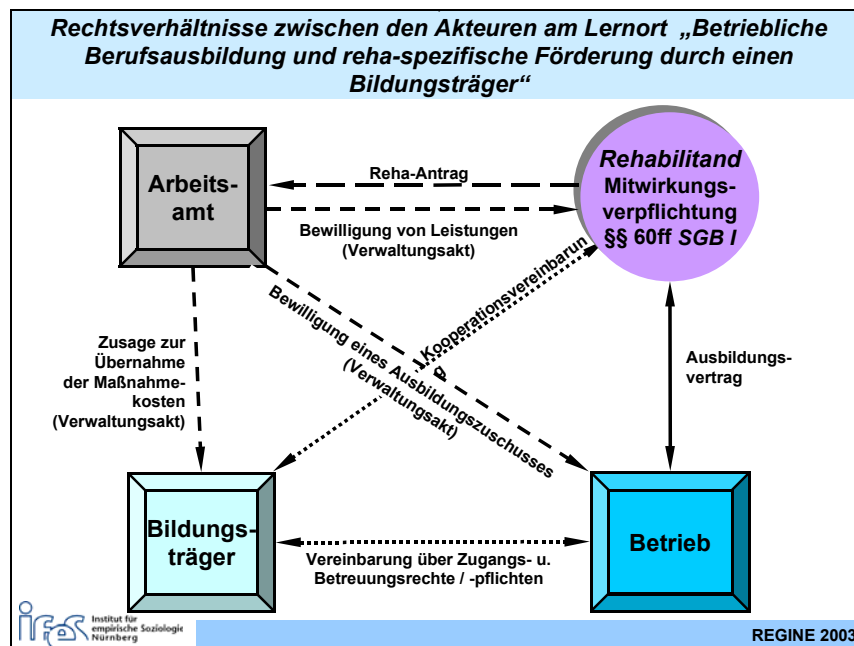 Rechtsverhältnisse zwischen den Akteuren am Lernort „Betriebliche
Berufsausbildung und reha-spezifische Förderung durch einen
Bildungsträger“
Arbeits-
amt
Reha-Antrag
Bewilligung von Leistungen
(Verwaltungsakt)
Rehabilitand
Mitwirkungs-
verpflichtung
§§ 60ff SGB I
Kooperationsvereinbarun
g
Bewilligung eines Ausbildungszuschusses
(Verwaltungsakt)
Zusage zur
Übernahme
der Maßnahme-
kosten
(Verwaltungsakt)
Ausbildungs-
vertrag
Bildungs-
träger
Vereinbarung über Zugangs- u.
Betreuungsrechte / -pflichten
Betrieb
ifes
Institut für
empirische Soziologie
Nürnberg
REGINE 2003